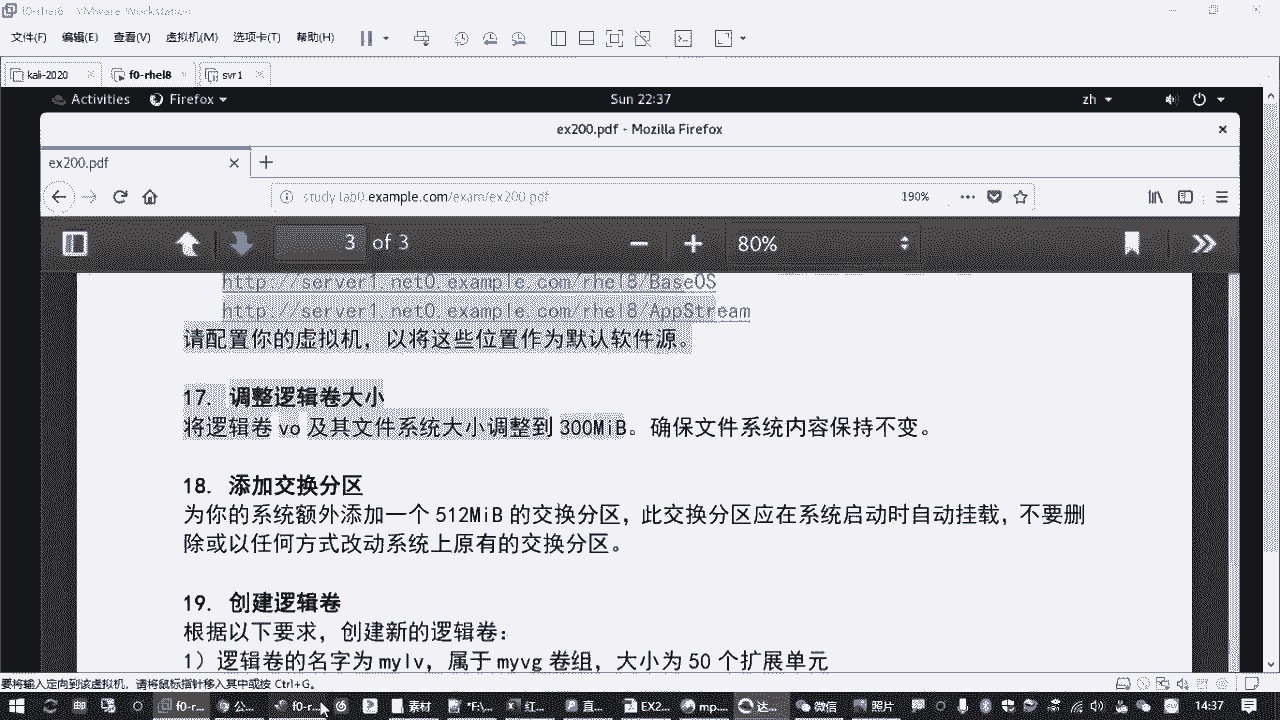 f0-rhel8 - VMware Workstation
文件(F) 编辑(E) 查看(V) 虚拟机(M) 选项卡(T) 帮助(H)
kali-2020 f0-rhel8 svr1
Activities Firefox Sun 22:37 zh
ex200.pdf - Mozilla Firefox
ex200.pdf
study.lab0.example.com/exam/ex200.pdf 190%
3 of 3 80%
http://server1.net0.example.com/rhel8/BaseOS
http://server1.net0.example.com/rhel8/AppStream
请配置你的虚拟机，以将这些位置作为默认软件源。
17. 调整逻辑卷大小
将逻辑卷 vo 及其文件系统大小调整到 300MiB。确保文件系统内容保持不变。
18. 添加交换分区
为你的系统额外添加一个 512MiB 的交换分区，此交换分区应在系统启动时自动挂载，不要删
除或以任何方式改动系统上原有的交换分区。
19. 创建逻辑卷
根据以下要求，创建新的逻辑卷：
1）逻辑卷的名字为 mylv，属于 myvg 卷组，大小为 50 个扩展单元
要将输入定向到该虚拟机，请将鼠标指针移入其中或按 Ctrl+G。
f0-r... 公... f0-r... 素材 "F:\... 红... 直... EX2... mp... 达... 微信 照片 14:37